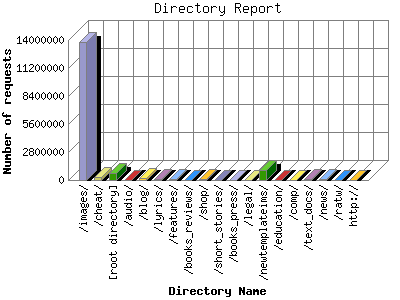 Directory Report
Number of requests
14000000
11200000
8400000
5600000
2800000
0
/images/
/cheat/
[root directory]
/audio/
/blog/
/lyrics/
/features/
/books_reviews/
/shop/
/short_stories/
/books_press/
/legal/
/newtemplateims/
/education/
/comp/
/text_docs/
/news/
/ratw/
http://
Directory Name